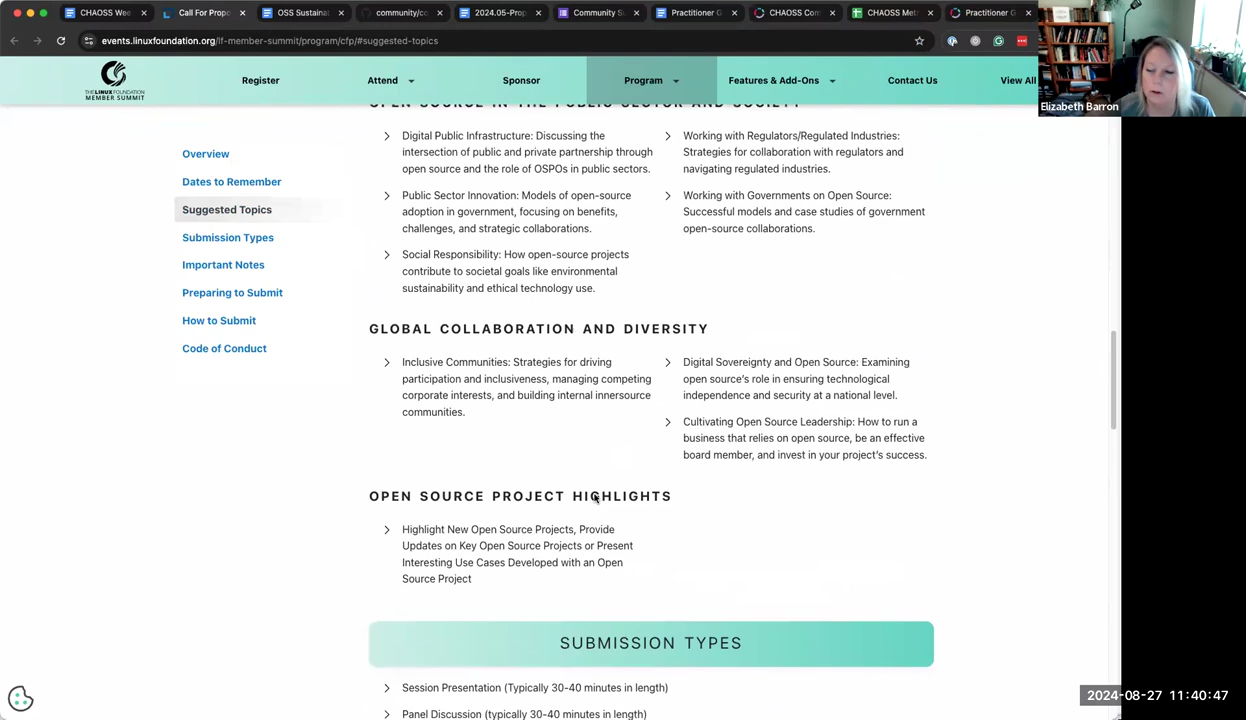 CHAOSS Wee
Call For Propo
OSS Sustaina
community/co
2024.05-Prop
Community S
Practitioner G
CHAOSS Com
CHAOSS Met
Practitioner G
events.linuxfoundation.org/lf-member-summit/program/cfp/#suggested-topics
THE LINUX FOUNDATION
MEMBER SUMMIT
Register
Attend
Sponsor
Program
Features & Add-Ons
Contact Us
View All
Elizabeth Barron
OPEN SOURCE IN THE PUBLIC SECTOR AND SOCIETY
Overview
Dates to Remember
Suggested Topics
Submission Types
Important Notes
Preparing to Submit
How to Submit
Code of Conduct
Digital Public Infrastructure: Discussing the
intersection of public and private partnership through
open source and the role of OSPOs in public sectors.
Public Sector Innovation: Models of open-source
adoption in government, focusing on benefits,
challenges, and strategic collaborations.
Social Responsibility: How open-source projects
contribute to societal goals like environmental
sustainability and ethical technology use.
Working with Regulators/Regulated Industries:
Strategies for collaboration with regulators and
navigating regulated industries.
Working with Governments on Open Source:
Successful models and case studies of government
open-source collaborations.
GLOBAL COLLABORATION AND DIVERSITY
Inclusive Communities: Strategies for driving
participation and inclusiveness, managing competing
corporate interests, and building internal innersource
communities.
Digital Sovereignty and Open Source: Examining
open source's role in ensuring technological
independence and security at a national level.
Cultivating Open Source Leadership: How to run a
business that relies on open source, be an effective
board member, and invest in your project's success.
OPEN SOURCE PROJECT HIGHLIGHTS
Highlight New Open Source Projects, Provide
Updates on Key Open Source Projects or Present
Interesting Use Cases Developed with an Open
Source Project
SUBMISSION TYPES
Session Presentation (Typically 30-40 minutes in length)
Panel Discussion (typically 30-40 minutes in length)
2024-08-27 11:40:47